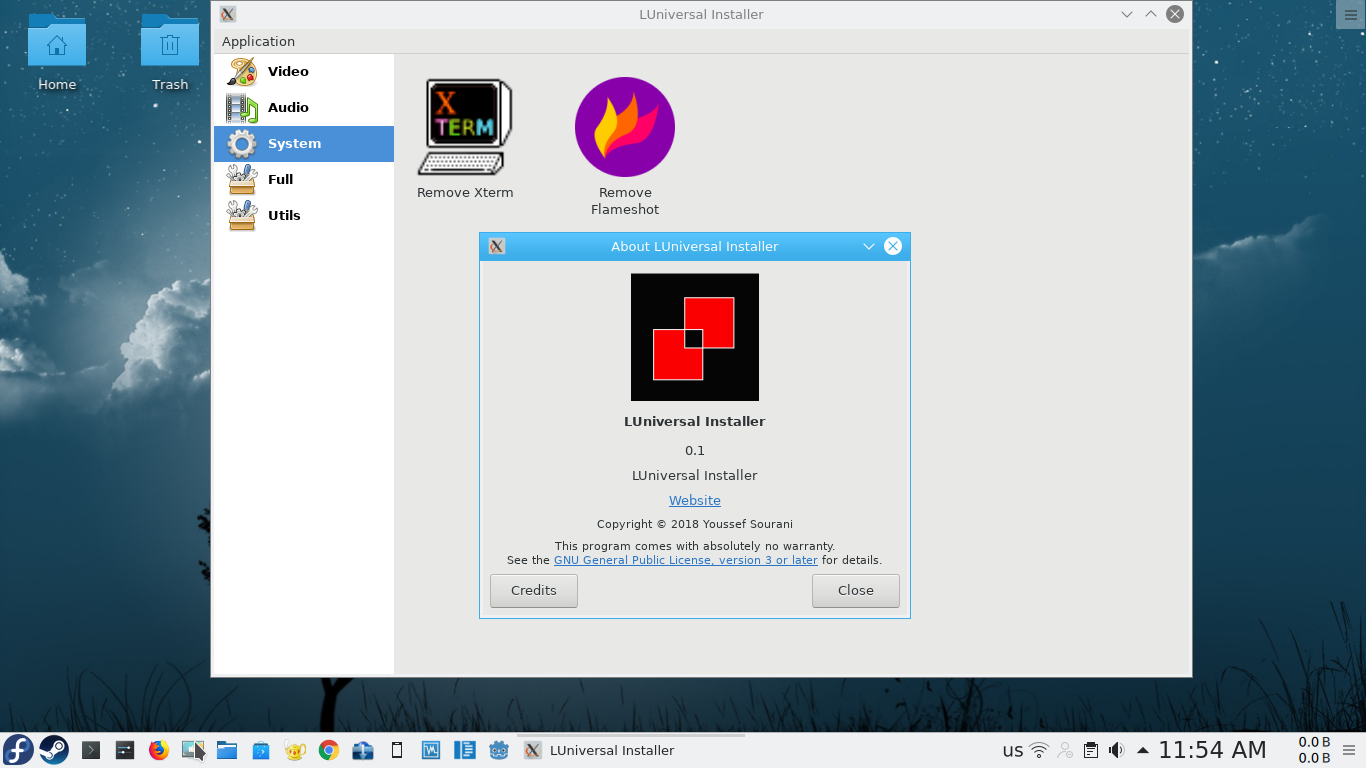 Home
Trash
LUniversal Installer
Application
Video
Audio
System
Full
Utils
X
TERM
Remove Xterm
Remove
Flameshot
About LUniversal Installer
LUniversal Installer
0.1
LUniversal Installer
Website
Copyright © 2018 Youssef Sourani
This program comes with absolutely no warranty.
See the GNU General Public License, version 3 or later for details.
Credits
Close
LUniversal Installer
us
11:54 AM
0.0 B
0.0 B